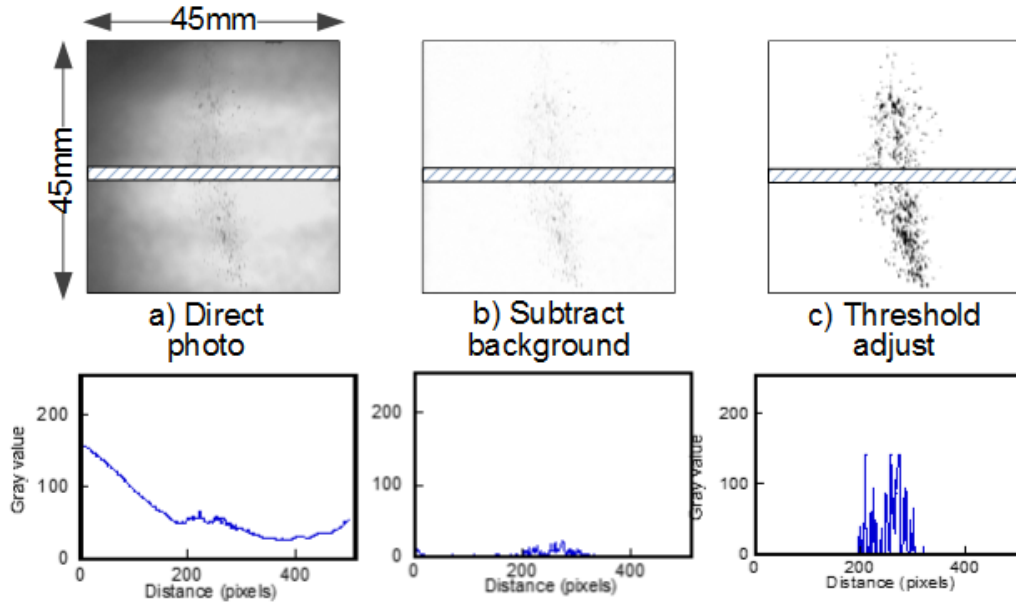 45mm
45mm
a) Direct
photo
b) Subtract
background
c) Threshold
adjust
200
100
0
Gray value
0 200 400
Distance (pixels)
200
100
0
0 200 400
Distance (pixels)
Gray value
200
100
0
0 200 400
Distance (pixels)